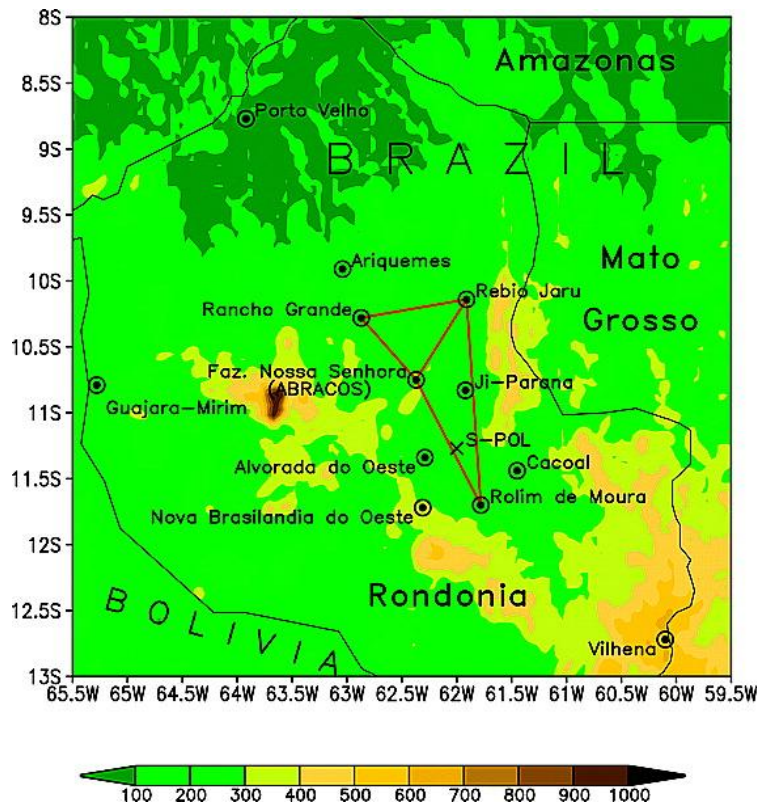 8S
8.5S
9S
9.5S
10S
10.5S
11S
11.5S
12S
12.5S
13S
Amazonas
Porto Velho
BRAZIL
Ariquemes
Mato
Grosso
Rebio Jaru
Rancho Grande
Faz. Nossa Senhora
(ABRACOS)
Ji-Parana
Guajara-Mirim
S-POL
Alvorada do Oeste
Cacoal
Rolim de Moura
Nova Brasilandia do Oeste
Rondonia
BOLIVIA
Vilhena
65.5W 65W 64.5W 64W 63.5W 63W 62.5W 62W 61.5W 61W 60.5W 60W 59.5W
100 200 300 400 500 600 700 800 900 1000